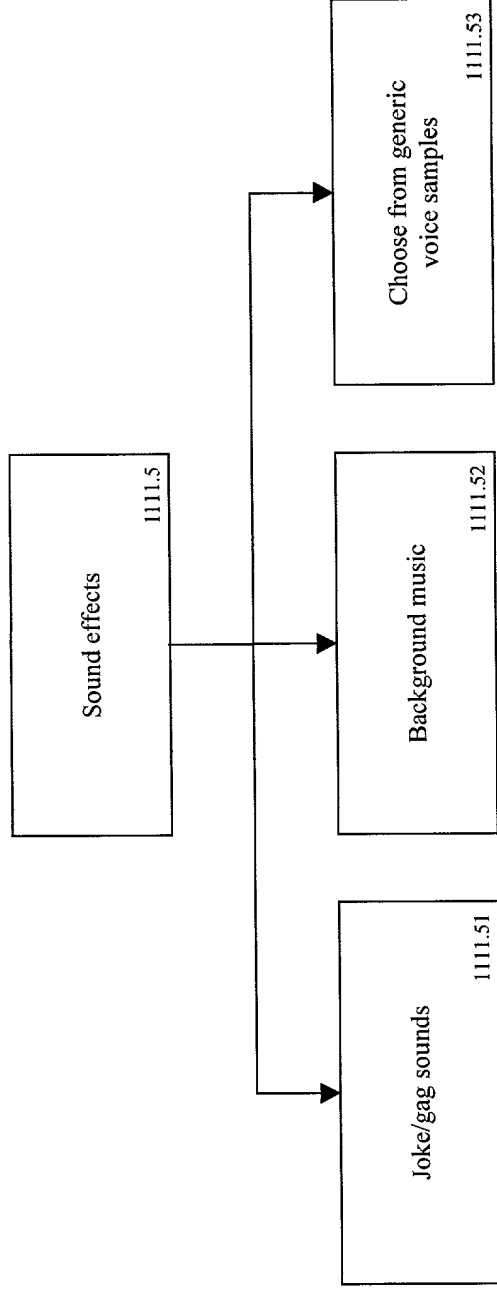 Sound effects
1111.5
Joke/gag sounds
1111.51
Background music
1111.52
Choose from generic
voice samples
1111.53